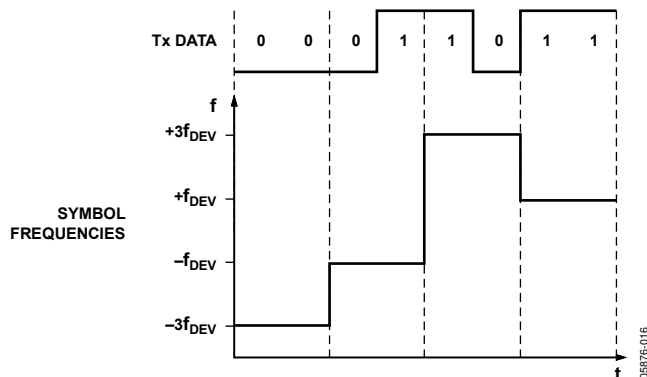 Tx DATA 0 0 0 1 1 0 1 1
f
+3fDEV
+fDEV
SYMBOL
FREQUENCIES
–fDEV
–3fDEV
t
05876-016